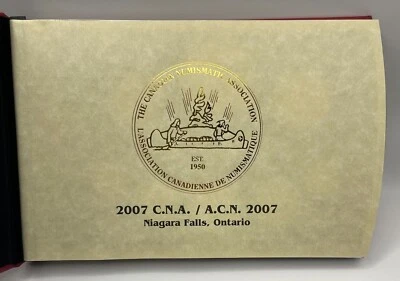 THE CANADIAN NUMISMATIC ASSOCIATION
EST.
1950
L'ASSOCIATION CANADIENNE DE NUMISMATIQUE
2007 C.N.A. / A.C.N. 2007
Niagara Falls, Ontario